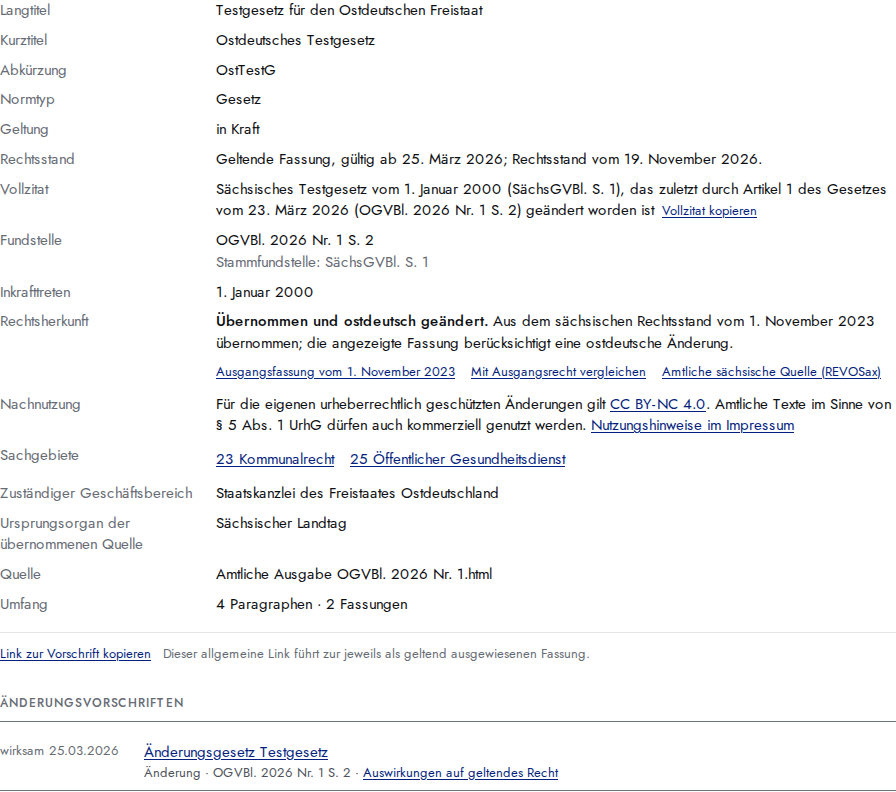 Langtitel Testgesetz für den Ostdeutschen Freistaat
Kurztitel Ostdeutsches Testgesetz
Abkürzung OstTestG
Normtyp Gesetz
Geltung in Kraft
Rechtsstand Geltende Fassung, gültig ab 25. März 2026; Rechtsstand vom 19. November 2026.
Vollzitat Sächsisches Testgesetz vom 1. Januar 2000 (SächsGVBl. S. 1), das zuletzt durch Artikel 1 des Gesetzes
vom 23. März 2026 (OGVBl. 2026 Nr. 1 S. 2) geändert worden ist Vollzitat kopieren
Fundstelle OGVBl. 2026 Nr. 1 S. 2
Stammfundstelle: SächsGVBl. S. 1
Inkrafttreten 1. Januar 2000
Rechtsherkunft Übernommen und ostdeutsch geändert. Aus dem sächsischen Rechtsstand vom 1. November 2023
übernommen; die angezeigte Fassung berücksichtigt eine ostdeutsche Änderung.
Ausgangsfassung vom 1. November 2023 Mit Ausgangsrecht vergleichen Amtliche sächsische Quelle (REVOSax)
Nachnutzung Für die eigenen urheberrechtlich geschützten Änderungen gilt CC BY-NC 4.0. Amtliche Texte im Sinne von
§ 5 Abs. 1 UrhG dürfen auch kommerziell genutzt werden. Nutzungshinweise im Impressum
Sachgebiete 23 Kommunalrecht 25 Öffentlicher Gesundheitsdienst
Zuständiger Geschäftsbereich Staatskanzlei des Freistaates Ostdeutschland
Ursprungsorgan der Sächsischer Landtag
übernommenen Quelle
Quelle Amtliche Ausgabe OGVBl. 2026 Nr. 1.html
Umfang 4 Paragraphen · 2 Fassungen
Link zur Vorschrift kopieren Dieser allgemeine Link führt zur jeweils als geltend ausgewiesenen Fassung.
ÄNDERUNGSVORSCHRIFTEN
wirksam 25.03.2026 Änderungsgesetz Testgesetz
Änderung · OGVBl. 2026 Nr. 1 S. 2 · Auswirkungen auf geltendes Recht